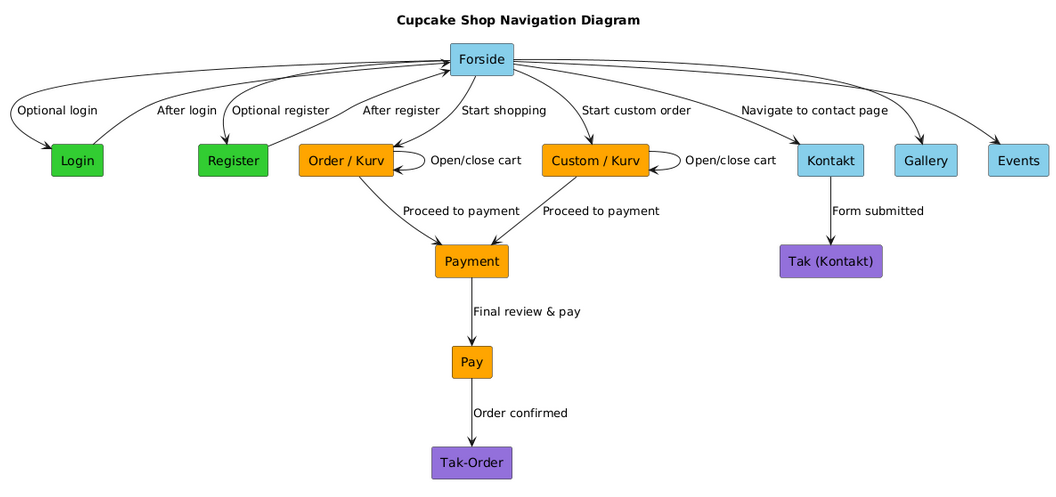 Cupcake Shop Navigation Diagram
Forside
Optional login
After login
Optional register
After register
Start shopping
Start custom order
Navigate to contact page
Login
Register
Order / Kurv
Open/close cart
Custom / Kurv
Open/close cart
Kontakt
Gallery
Events
Proceed to payment
Proceed to payment
Form submitted
Payment
Tak (Kontakt)
Final review & pay
Pay
Order confirmed
Tak-Order